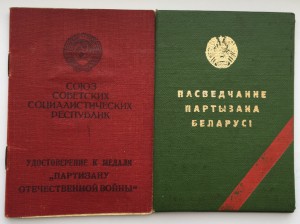 СОЮЗ
СОВЕТСКИХ
СОЦИАЛИСТИЧЕСКИХ
РЕСПУБЛИК
УДОСТОВЕРЕНИЕ К МЕДАЛИ
„ПАРТИЗАНУ
ОТЕЧЕСТВЕННОЙ ВОЙНЫ“
ПАСВЕДЧАННЕ
ПАРТЫЗАНА
БЕЛАРУСІ